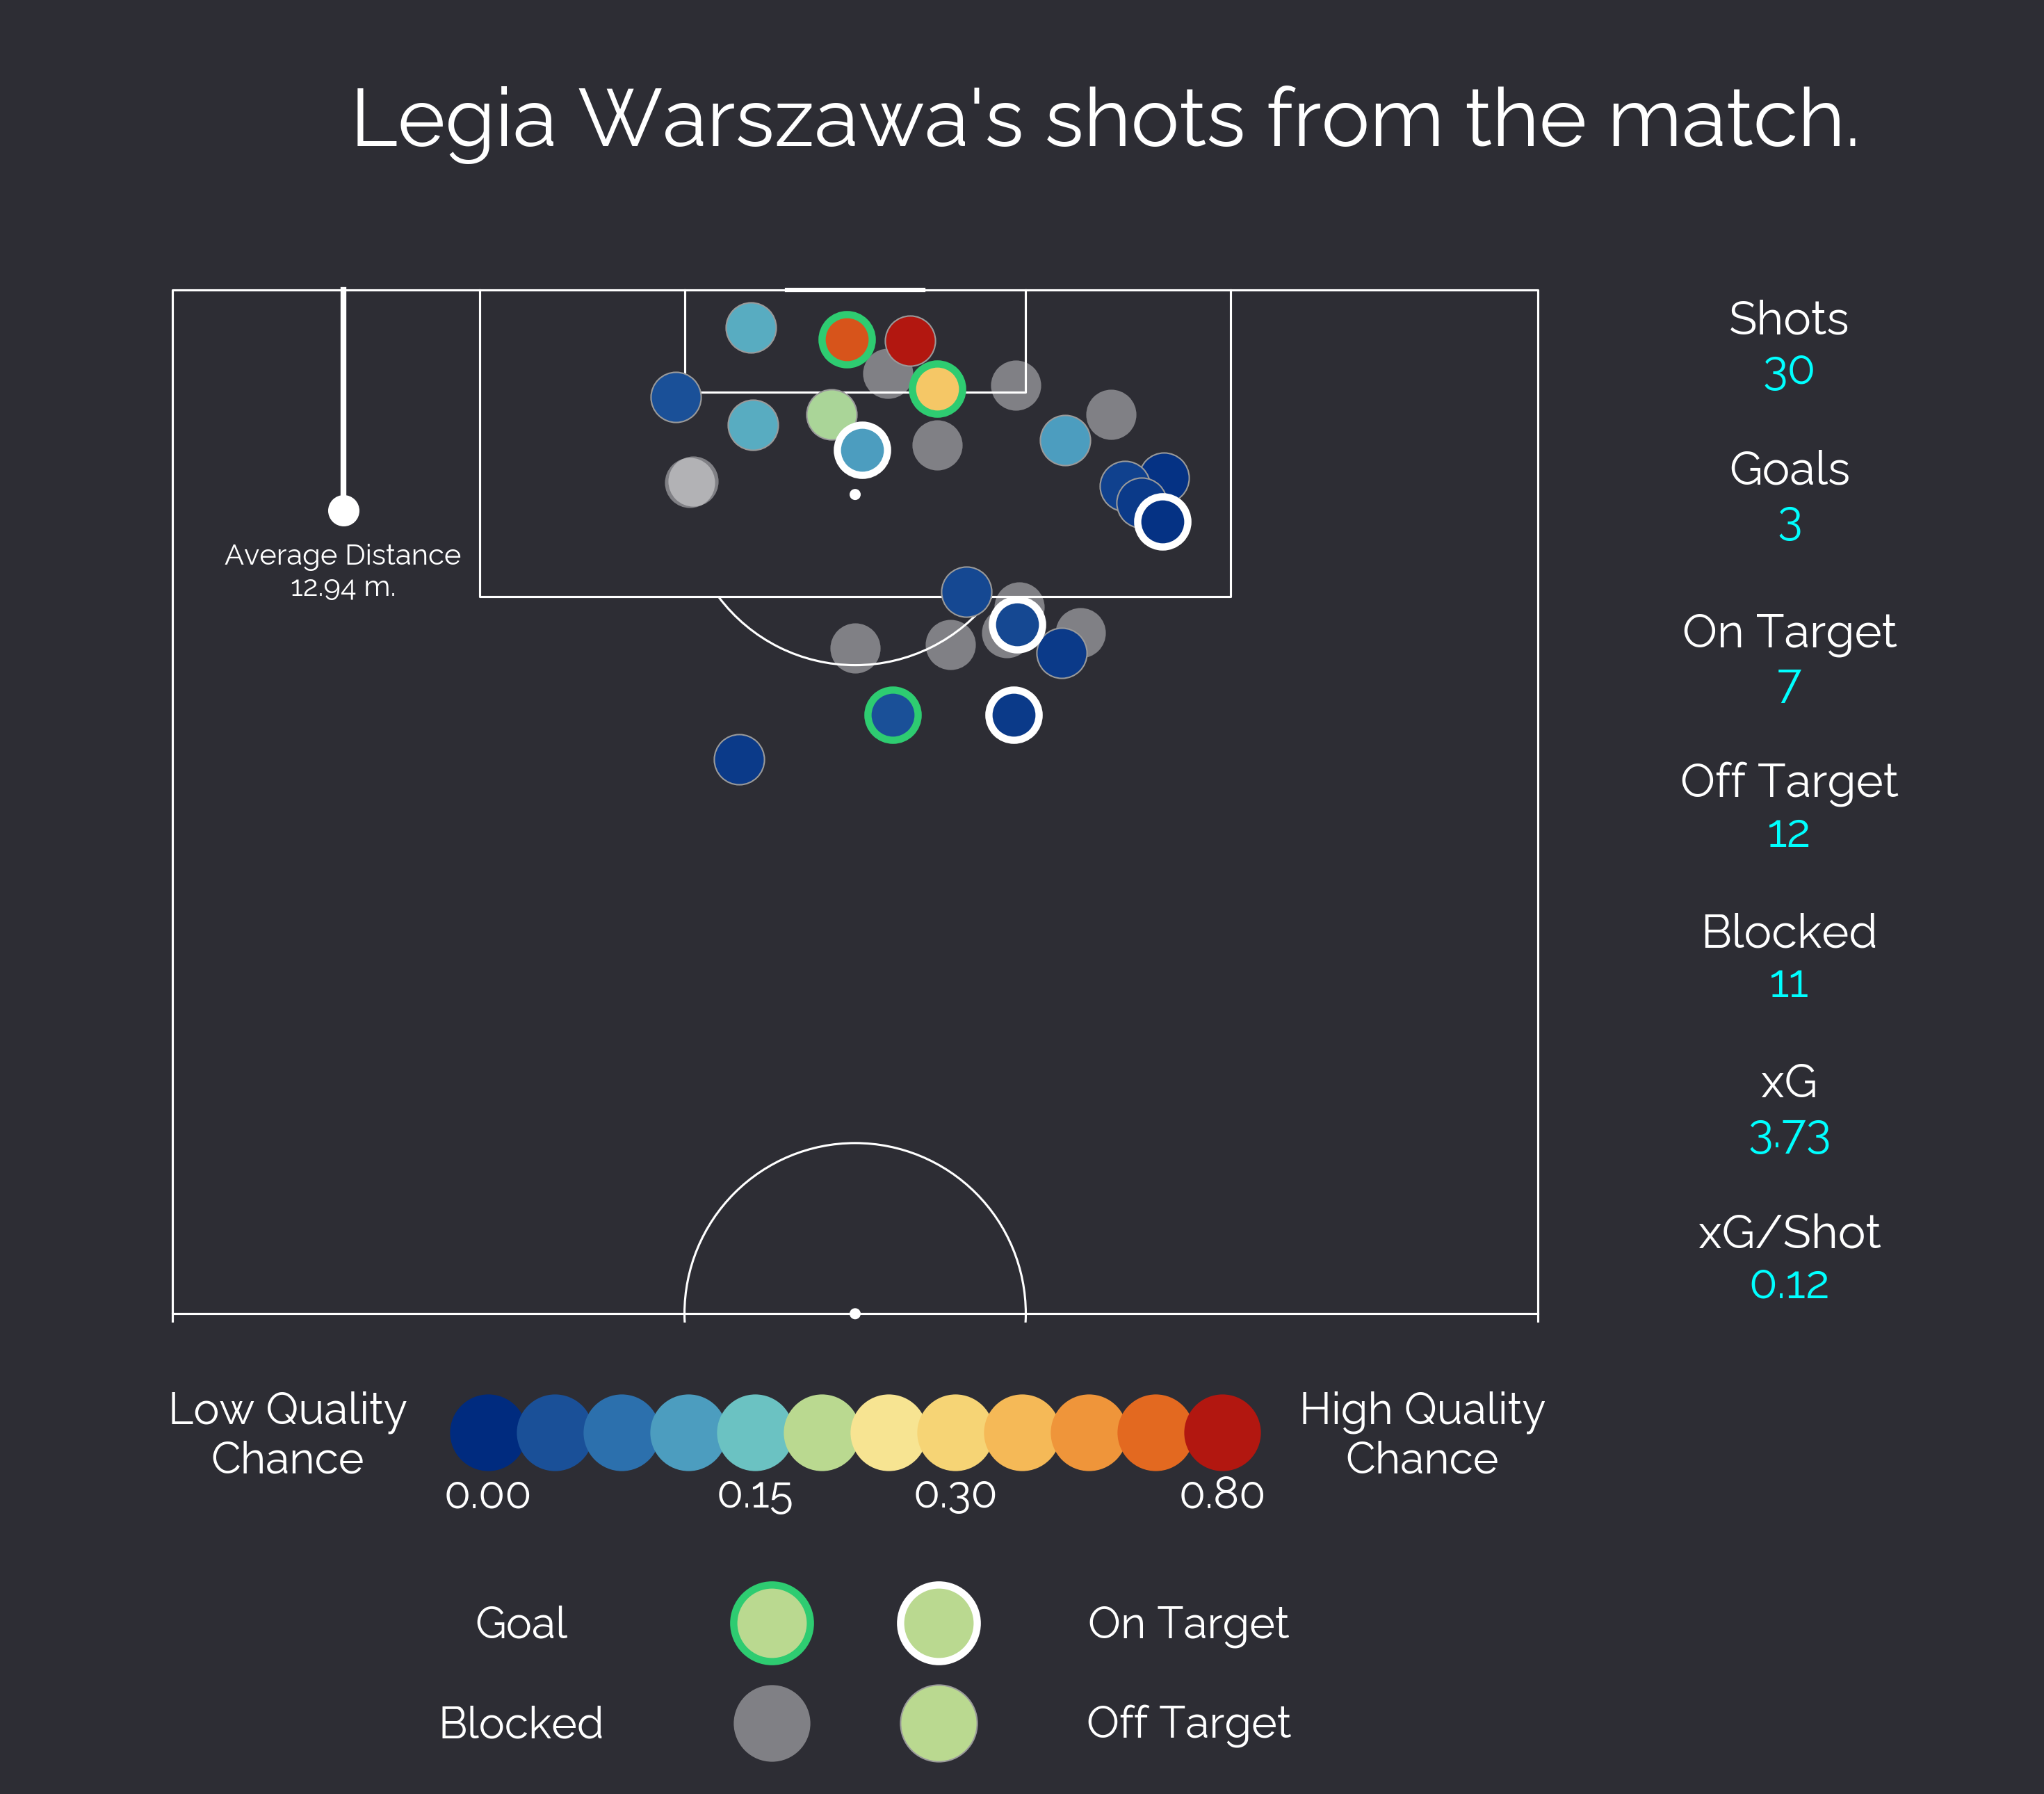 Legia Warszawa's shots from the match.
Average Distance
12.94 m.
Shots
30
Goals
3
On Target
7
Off Target
12
Blocked
11
xG
3.73
xG/Shot
0.12
Low Quality
Chance
0.00
0.15
0.30
0.80
High Quality
Chance
Goal
On Target
Blocked
Off Target